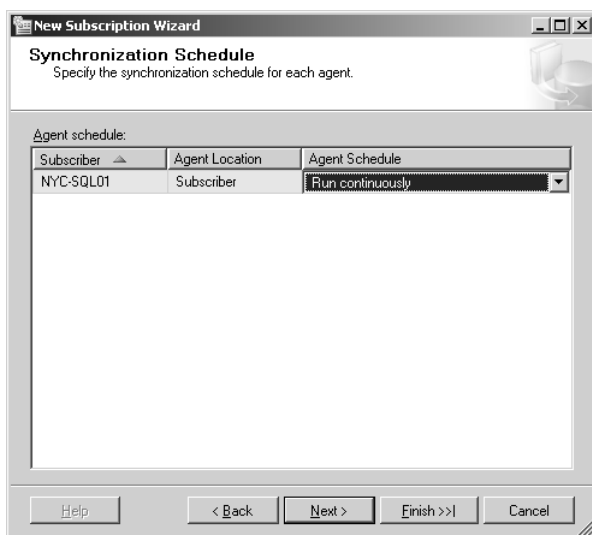 New Subscription Wizard
Synchronization Schedule
Specify the synchronization schedule for each agent.
Agent schedule:
Subscriber Agent Location Agent Schedule
NYC-SQL01 Subscriber Run continuously
Help < Back Next > Finish >>| Cancel